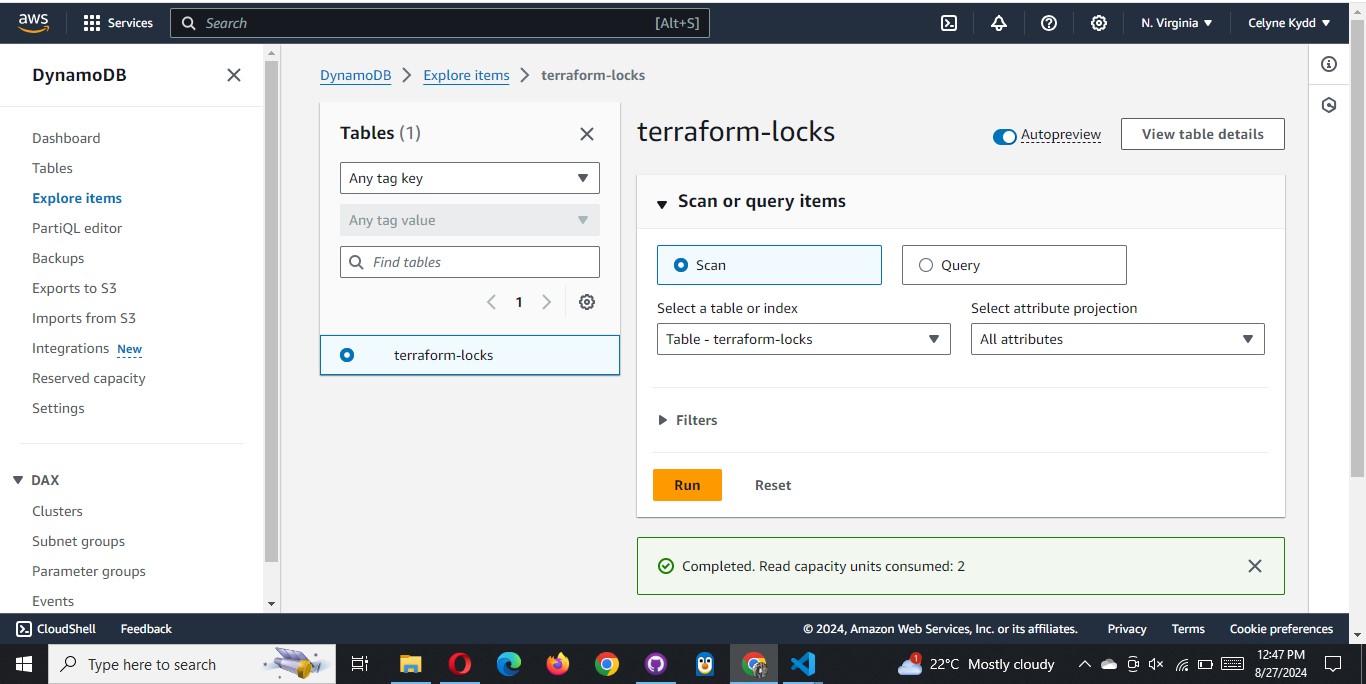 aws
Services
Search
[Alt+S]
N. Virginia
Celyne Kydd
DynamoDB
Dashboard
Tables
Explore items
PartiQL editor
Backups
Exports to S3
Imports from S3
Integrations New
Reserved capacity
Settings
DAX
Clusters
Subnet groups
Parameter groups
Events
DynamoDB
Explore items
terraform-locks
Tables (1)
Any tag key
Any tag value
Find tables
1
terraform-locks
terraform-locks
Autopreview
View table details
Scan or query items
Scan
Query
Select a table or index
Select attribute projection
Table - terraform-locks
All attributes
Filters
Run
Reset
Completed. Read capacity units consumed: 2
CloudShell
Feedback
© 2024, Amazon Web Services, Inc. or its affiliates.
Privacy
Terms
Cookie preferences
Type here to search
1
22°C Mostly cloudy
12:47 PM
8/27/2024